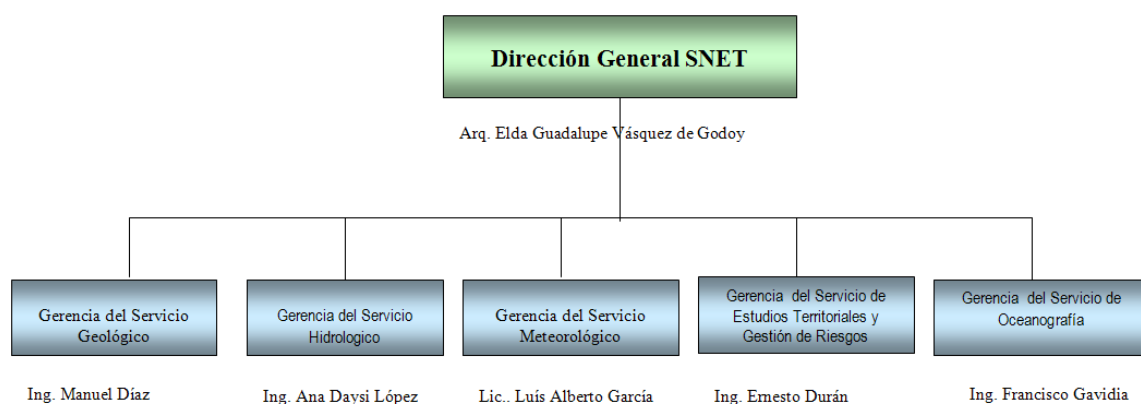 Dirección General SNET
Arq. Elda Guadalupe Vásquez de Godoy
Gerencia del Servicio
Geológico
Gerencia del Servicio
Hidrologico
Gerencia del Servicio
Meteorológico
Gerencia del Servicio de
Estudios Territoriales y
Gestión de Riesgos
Gerencia del Servicio de
Oceanografía
Ing. Manuel Díaz
Ing. Ana Daysi López
Lic.. Luís Alberto García
Ing. Ernesto Durán
Ing. Francisco Gavidia